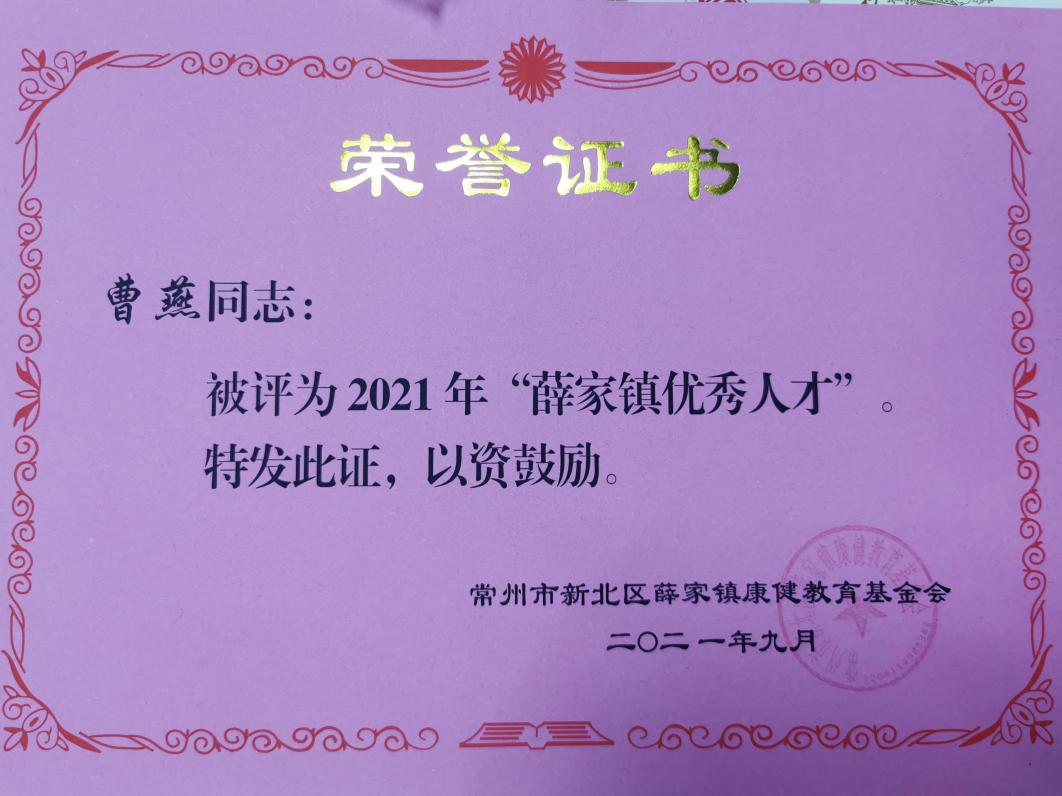 荣誉证书
曹燕同志：
被评为2021年“薛家镇优秀人才”。
特发此证，以资鼓励。
常州市新北区薛家镇康健教育基金会
二〇二一年九月